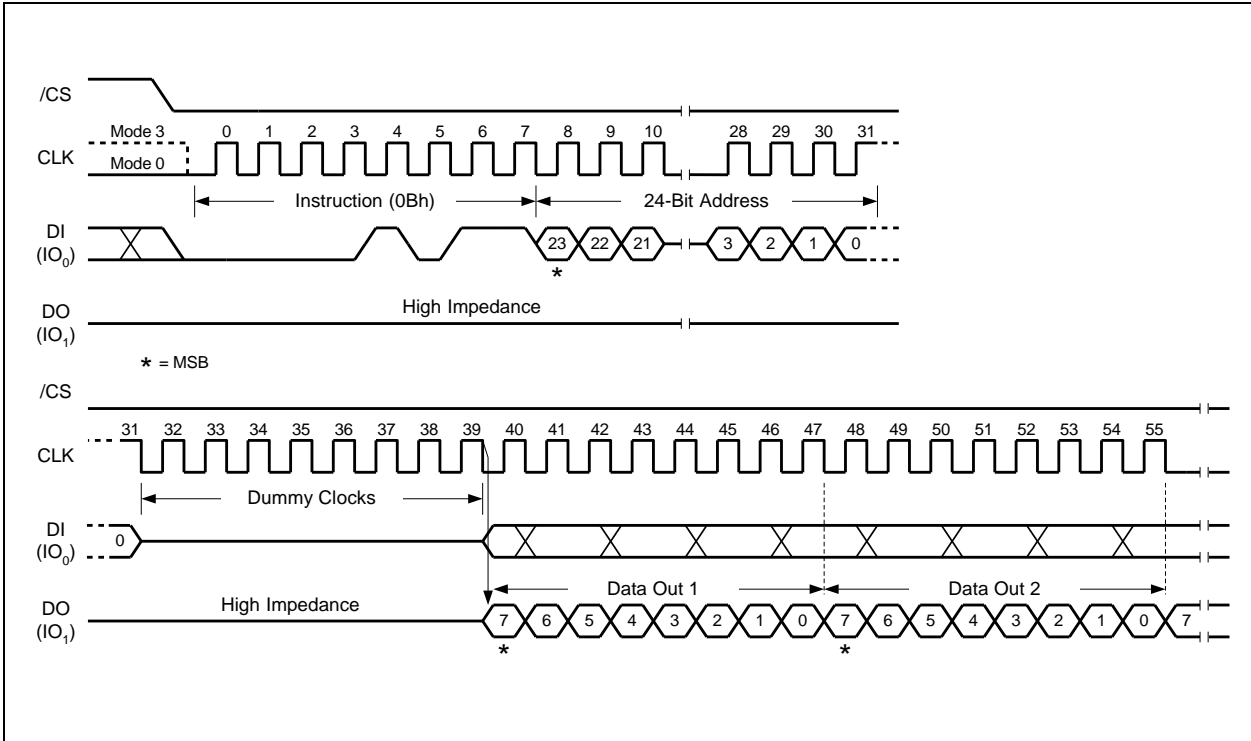 /CS
Mode 3
0 1 2 3 4 5 6 7 8 9 10 28 29 30 31
CLK
Mode 0
Instruction (0Bh)
24-Bit Address
DI
(IO0)
23 22 21 3 2 1 0
*
High Impedance
DO
(IO1)
* = MSB
/CS
31 32 33 34 35 36 37 38 39 40 41 42 43 44 45 46 47 48 49 50 51 52 53 54 55
CLK
Dummy Clocks
DI
(IO0)
0
Data Out 1
Data Out 2
High Impedance
DO
(IO1)
7 6 5 4 3 2 1 0 7 6 5 4 3 2 1 0 7
* *